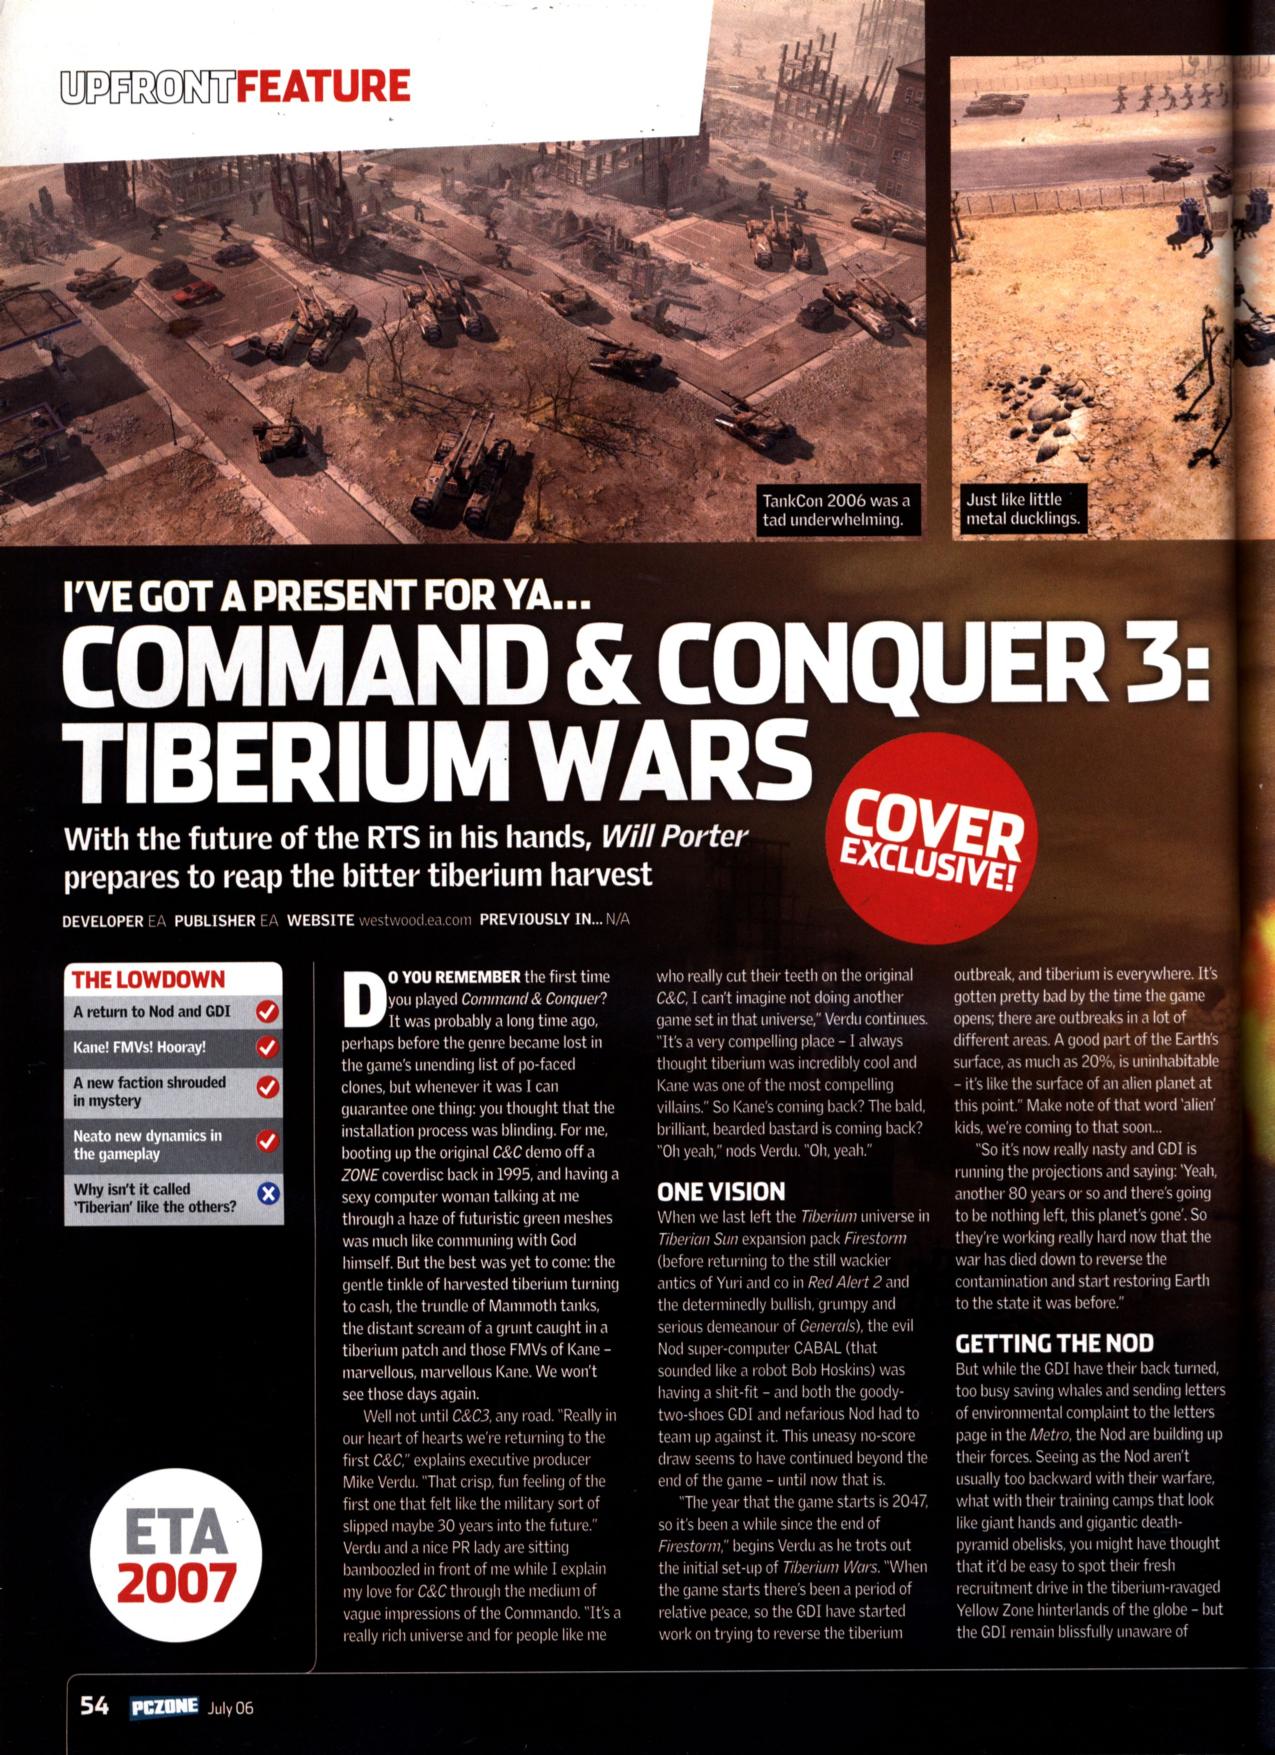 UPFRONTFEATURE
TankCon 2006 was a
tad underwhelming.
Just like little
metal ducklings.
I'VE GOT A PRESENT FOR YA...
COMMAND & CONQUER 3:
TIBERIUM WARS
COVER
EXCLUSIVE!
With the future of the RTS in his hands, Will Porter
prepares to reap the bitter tiberium harvest
DEVELOPER EA PUBLISHER EA WEBSITE westwood.ea.com PREVIOUSLY IN... N/A
THE LOWDOWN
A return to Nod and GDI
Kane! FMVs! Hooray!
A new faction shrouded
in mystery
Neato new dynamics in
the gameplay
Why isn't it called
'Tiberian' like the others?
ETA
2007
DO YOU REMEMBER the first time
you played Command & Conquer?
It was probably a long time ago,
perhaps before the genre became lost in
the game's unending list of po-faced
clones, but whenever it was I can
guarantee one thing: you thought that the
installation process was blinding. For me,
booting up the original C&C demo off a
ZONE coverdisc back in 1995, and having a
sexy computer woman talking at me
through a haze of futuristic green meshes
was much like communing with God
himself. But the best was yet to come: the
gentle tinkle of harvested tiberium turning
to cash, the trundle of Mammoth tanks,
the distant scream of a grunt caught in a
tiberium patch and those FMVs of Kane –
marvellous, marvellous Kane. We won't
see those days again.
Well not until C&C3, any road. "Really in
our heart of hearts we're returning to the
first C&C," explains executive producer
Mike Verdu. "That crisp, fun feeling of the
first one that felt like the military sort of
slipped maybe 30 years into the future."
Verdu and a nice PR lady are sitting
bamboozled in front of me while I explain
my love for C&C through the medium of
vague impressions of the Commando. "It's a
really rich universe and for people like me
who really cut their teeth on the original
C&C, I can't imagine not doing another
game set in that universe," Verdu continues.
"It's a very compelling place – I always
thought tiberium was incredibly cool and
Kane was one of the most compelling
villains." So Kane's coming back? The bald,
brilliant, bearded bastard is coming back?
"Oh yeah," nods Verdu. "Oh, yeah."
ONE VISION
When we last left the Tiberium universe in
Tiberian Sun expansion pack Firestorm
(before returning to the still wackier
antics of Yuri and co in Red Alert 2 and
the determinedly bullish, grumpy and
serious demeanour of Generals), the evil
Nod super-computer CABAL (that
sounded like a robot Bob Hoskins) was
having a shit-fit – and both the goody-
two-shoes GDI and nefarious Nod had to
team up against it. This uneasy no-score
draw seems to have continued beyond the
end of the game – until now that is.
"The year that the game starts is 2047,
so it's been a while since the end of
Firestorm," begins Verdu as he trots out
the initial set-up of Tiberium Wars. "When
the game starts there's been a period of
relative peace, so the GDI have started
work on trying to reverse the tiberium
outbreak, and tiberium is everywhere. It's
gotten pretty bad by the time the game
opens; there are outbreaks in a lot of
different areas. A good part of the Earth's
surface, as much as 20%, is uninhabitable
– it's like the surface of an alien planet at
this point." Make note of that word 'alien'
kids, we're coming to that soon...
"So it's now really nasty and GDI is
running the projections and saying: 'Yeah,
another 80 years or so and there's going
to be nothing left, this planet's gone'. So
they're working really hard now that the
war has died down to reverse the
contamination and start restoring Earth
to the state it was before."
GETTING THE NOD
But while the GDI have their back turned,
too busy saving whales and sending letters
of environmental complaint to the letters
page in the Metro, the Nod are building up
their forces. Seeing as the Nod aren't
usually too backward with their warfare,
what with their training camps that look
like giant hands and gigantic death-
pyramid obelisks, you might have thought
that it'd be easy to spot their fresh
recruitment drive in the tiberium-ravaged
Yellow Zone hinterlands of the globe – but
the GDI remain blissfully unaware of
54 PCZONE July 06